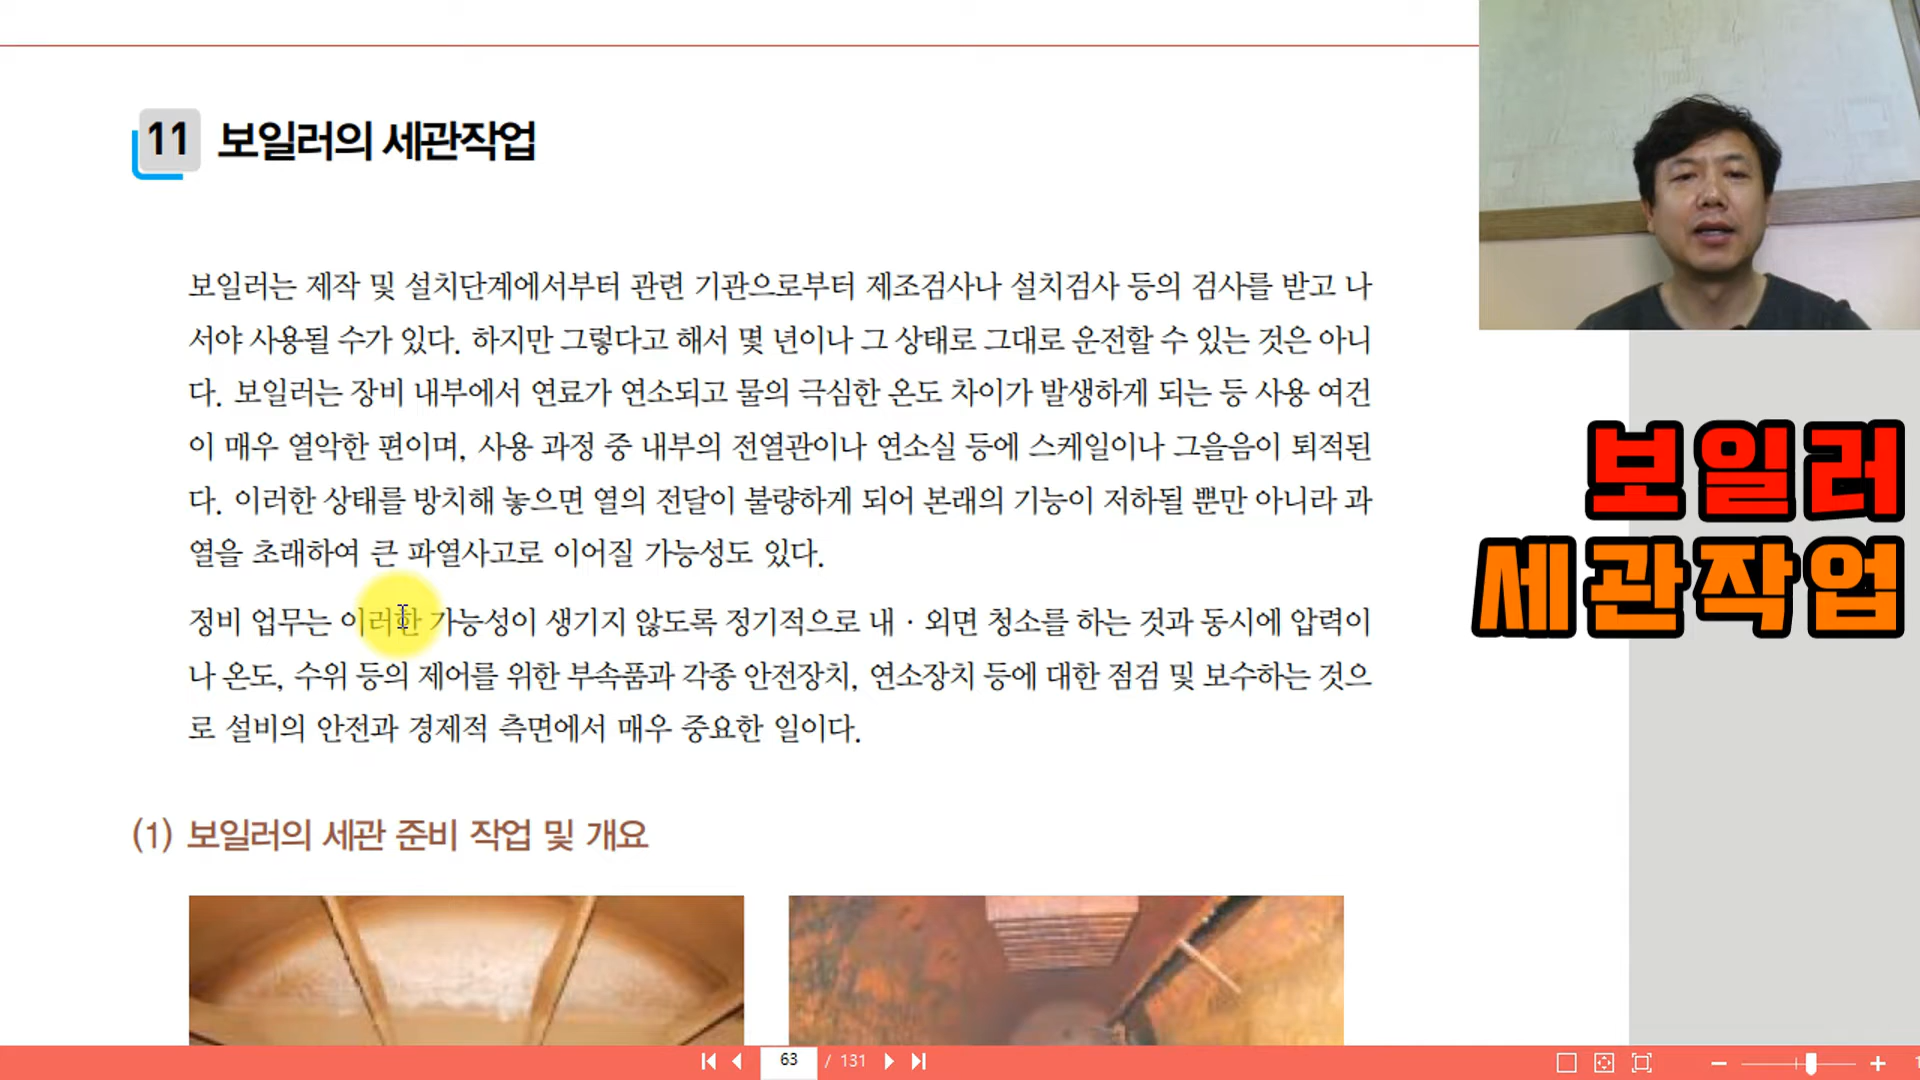 11 보일러의 세관작업
보일러는 제작 및 설치단계에서부터 관련 기관으로부터 제조검사나 설치검사 등의 검사를 받고 나
서야 사용될 수가 있다. 하지만 그렇다고 해서 몇 년이나 그 상태로 그대로 운전할 수 있는 것은 아니
다. 보일러는 장비 내부에서 연료가 연소되고 물의 극심한 온도 차이가 발생하게 되는 등 사용 여건
이 매우 열악한 편이며, 사용 과정 중 내부의 전열관이나 연소실 등에 스케일이나 그을음이 퇴적된
다. 이러한 상태를 방치해 놓으면 열의 전달이 불량하게 되어 본래의 기능이 저하될 뿐만 아니라 과
열을 초래하여 큰 파열사고로 이어질 가능성도 있다.
정비 업무는 이러한 가능성이 생기지 않도록 정기적으로 내 · 외면 청소를 하는 것과 동시에 압력이
나 온도, 수위 등의 제어를 위한 부속품과 각종 안전장치, 연소장치 등에 대한 점검 및 보수하는 것으
로 설비의 안전과 경제적 측면에서 매우 중요한 일이다.
(1) 보일러의 세관 준비 작업 및 개요
보일러
세관작업
63 / 131